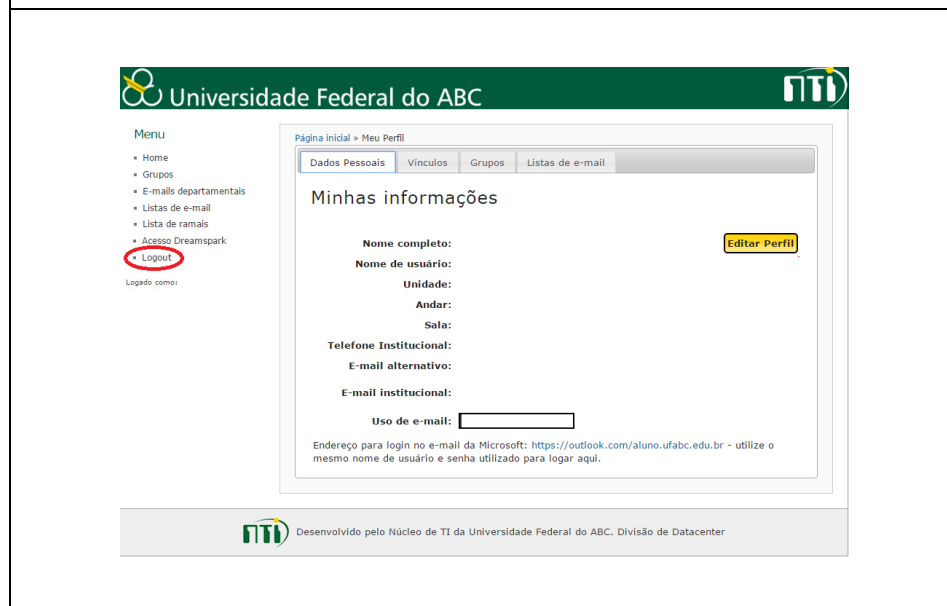 Universidade Federal do ABC
NTI
Menu
Home
Grupos
E-mails departamentais
Listas de e-mail
Lista de ramais
Acesso Dreamspark
Logout
Logado como:
Página inicial » Meu Perfil
Dados Pessoais Vínculos Grupos Listas de e-mail
Minhas informações
Editar Perfil
Nome completo:
Nome de usuário:
Unidade:
Andar:
Sala:
Telefone Institucional:
E-mail alternativo:
E-mail institucional:
Uso de e-mail:
Endereço para login no e-mail da Microsoft: https://outlook.com/aluno.ufabc.edu.br - utilize o
mesmo nome de usuário e senha utilizado para logar aqui.
NTI Desenvolvido pelo Núcleo de TI da Universidade Federal do ABC. Divisão de Datacenter